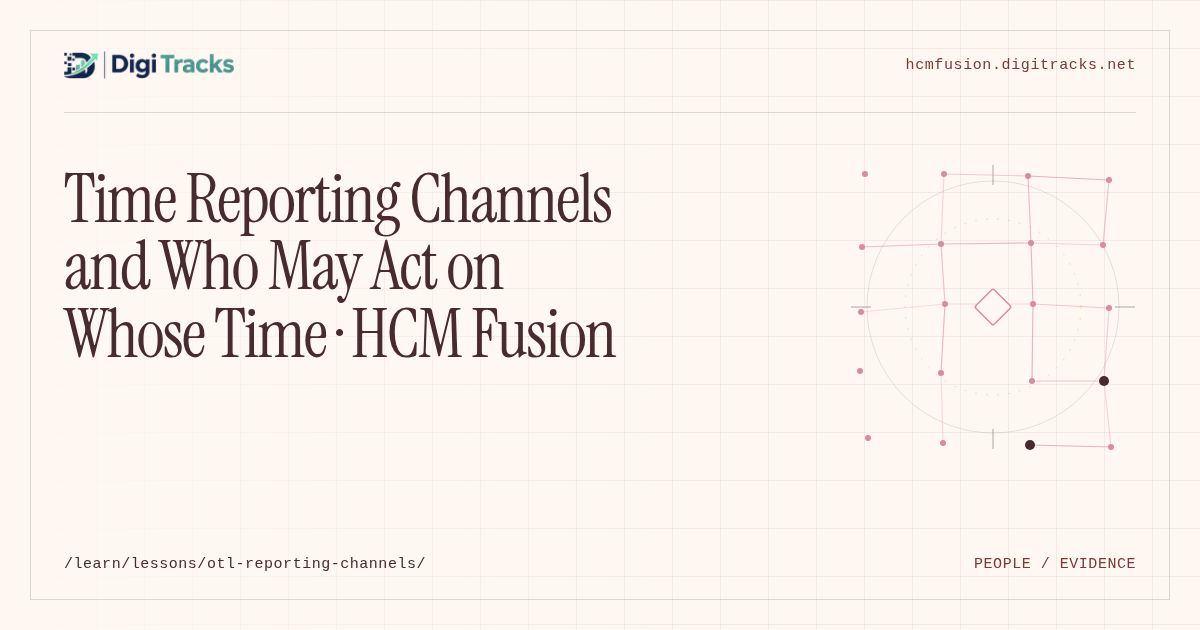 Digi Tracks
hcmfusion.digitracks.net
Time Reporting Channels
and Who May Act on
Whose Time · HCM Fusion
/learn/lessons/otl-reporting-channels/
PEOPLE / EVIDENCE